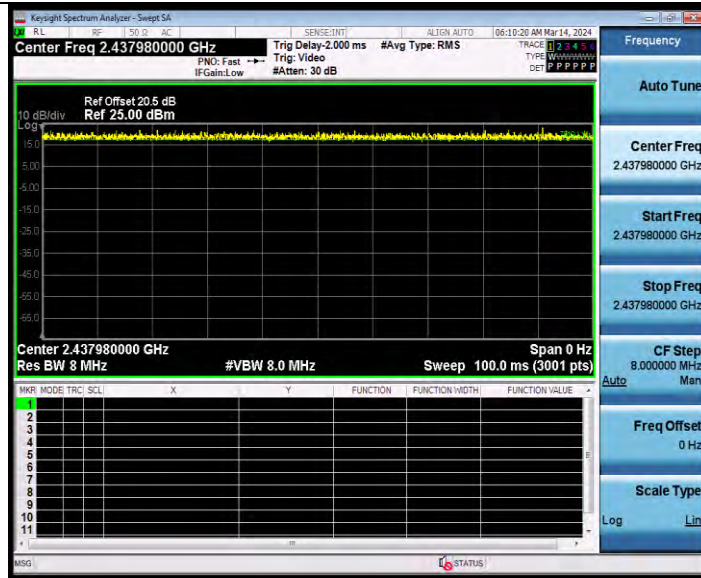 Keysight Spectrum Analyzer - Swept SA
RL RF 50 Ω AC SENSE:INT ALIGN AUTO 06:10:20 AM Mar 14, 2024
Center Freq 2.437980000 GHz
PNO: Fast
IFGain:Low
Trig Delay-2.000 ms
Trig: Video
#Atten: 30 dB
#Avg Type: RMS
TRACE 1 2 3 4 5 6
TYPE
DET P P P P P P
Ref Offset 20.5 dB
10 dB/div Ref 25.00 dBm
Log
15.0
5.00
-5.00
-15.0
-25.0
-35.0
-45.0
-55.0
-65.0
Center 2.437980000 GHz Span 0 Hz
Res BW 8 MHz #VBW 8.0 MHz Sweep 100.0 ms (3001 pts)
MKR MODE TRC SCL X Y FUNCTION FUNCTION WIDTH FUNCTION VALUE
1
2
3
4
5
6
7
8
9
10
11
MSG STATUS
Frequency
Auto Tune
Center Freq
2.437980000 GHz
Start Freq
2.437980000 GHz
Stop Freq
2.437980000 GHz
CF Step
8.000000 MHz
Auto Man
Freq Offset
0 Hz
Scale Type
Log Lin